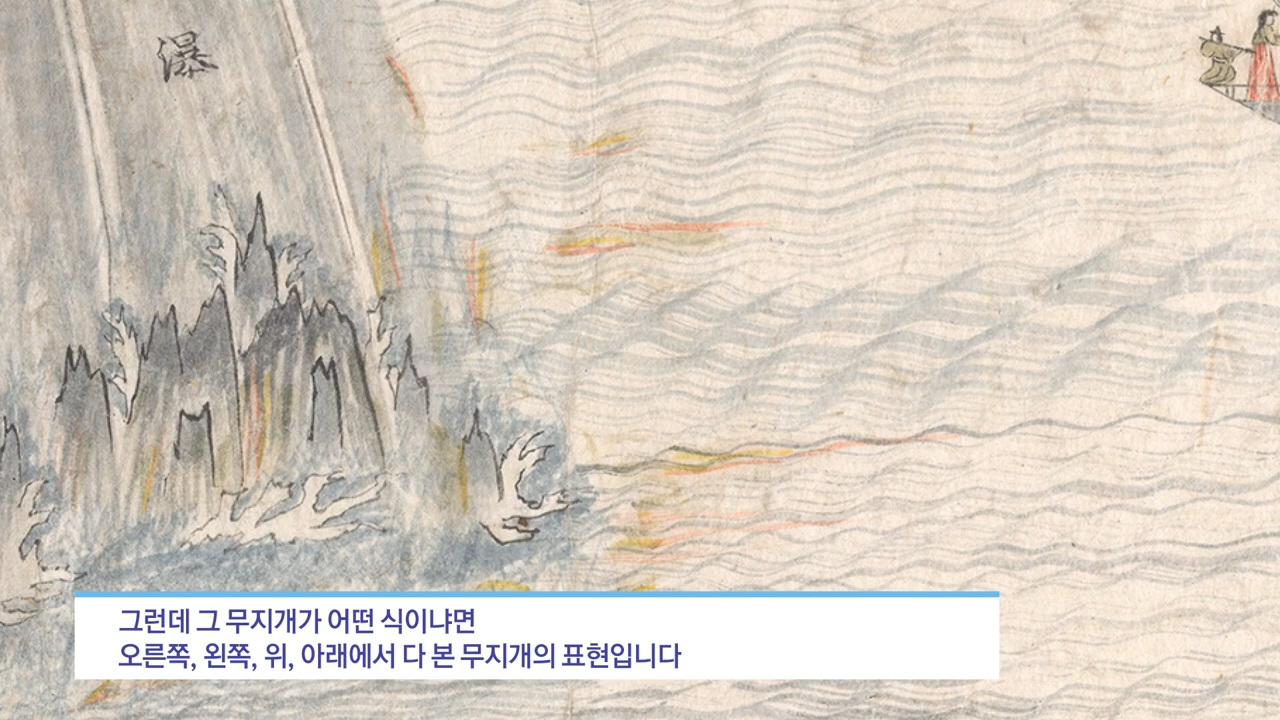 瀑
그런데 그 무지개가 어떤 식이냐면
오른쪽, 왼쪽, 위, 아래에서 다 본 무지개의 표현입니다